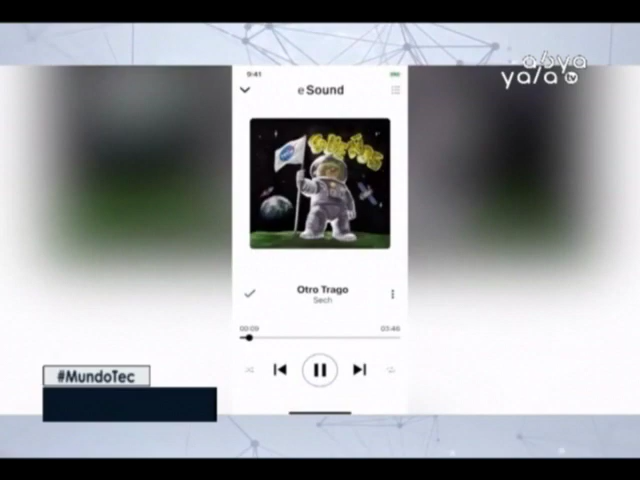 9:41
abya
yala tv
eSound
Otro Trago
Sech
00:09
03:46
#MundoTec